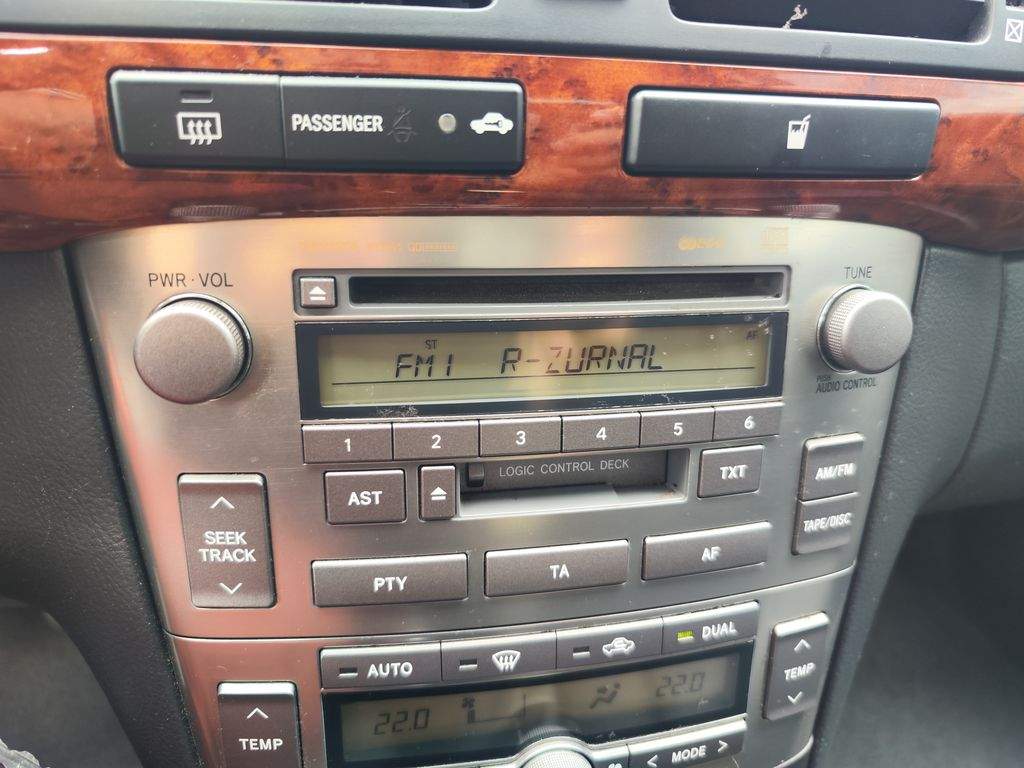 PASSENGER
PWR · VOL
TUNE
ST
AF
FM1 R-ZURNAL
PUSH
AUDIO CONTROL
1 2 3 4 5 6
LOGIC CONTROL DECK
AST
TXT
AM/FM
SEEK
TRACK
TAPE/DISC
PTY
TA
AF
AUTO
DUAL
TEMP
22.0
22.0
TEMP
< MODE >